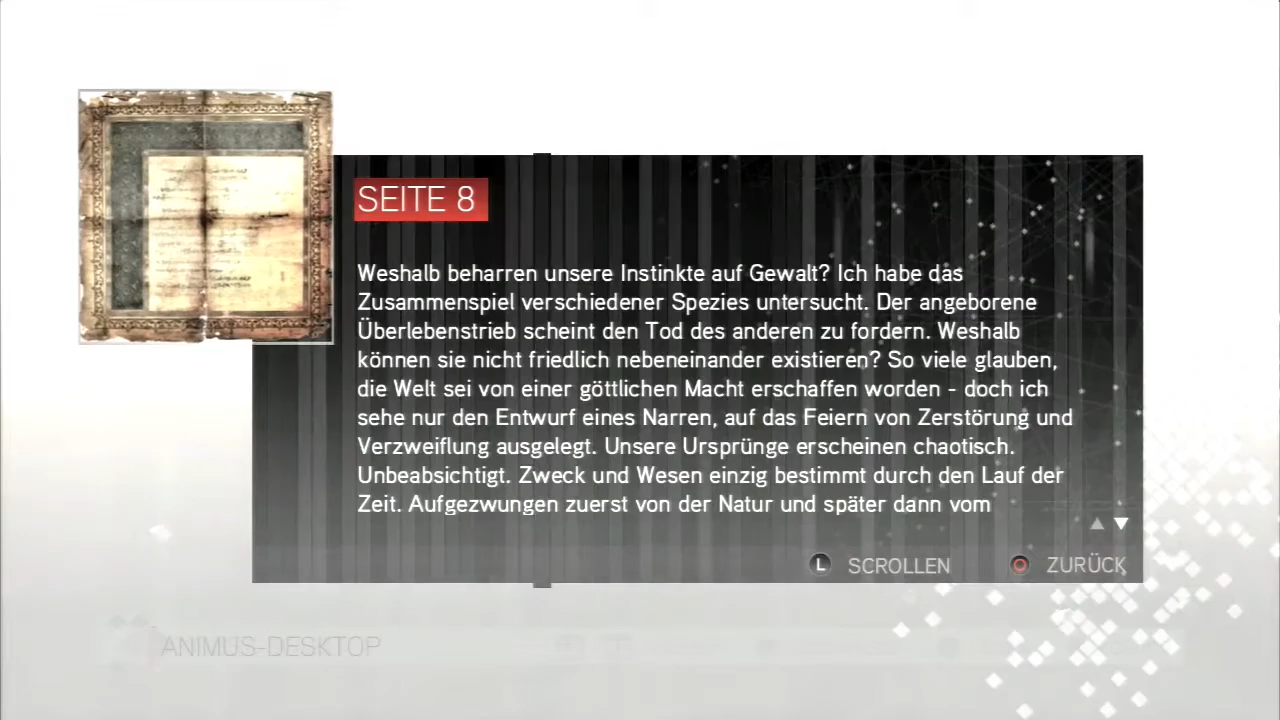 SEITE 8
Weshalb beharren unsere Instinkte auf Gewalt? Ich habe das
Zusammenspiel verschiedener Spezies untersucht. Der angeborene
Überlebenstrieb scheint den Tod des anderen zu fordern. Weshalb
können sie nicht friedlich nebeneinander existieren? So viele glauben,
die Welt sei von einer göttlichen Macht erschaffen worden - doch ich
sehe nur den Entwurf eines Narren, auf das Feiern von Zerstörung und
Verzweiflung ausgelegt. Unsere Ursprünge erscheinen chaotisch.
Unbeabsichtigt. Zweck und Wesen einzig bestimmt durch den Lauf der
Zeit. Aufgezwungen zuerst von der Natur und später dann vom
L SCROLLEN ZURÜCK
ANIMUS-DESKTOP